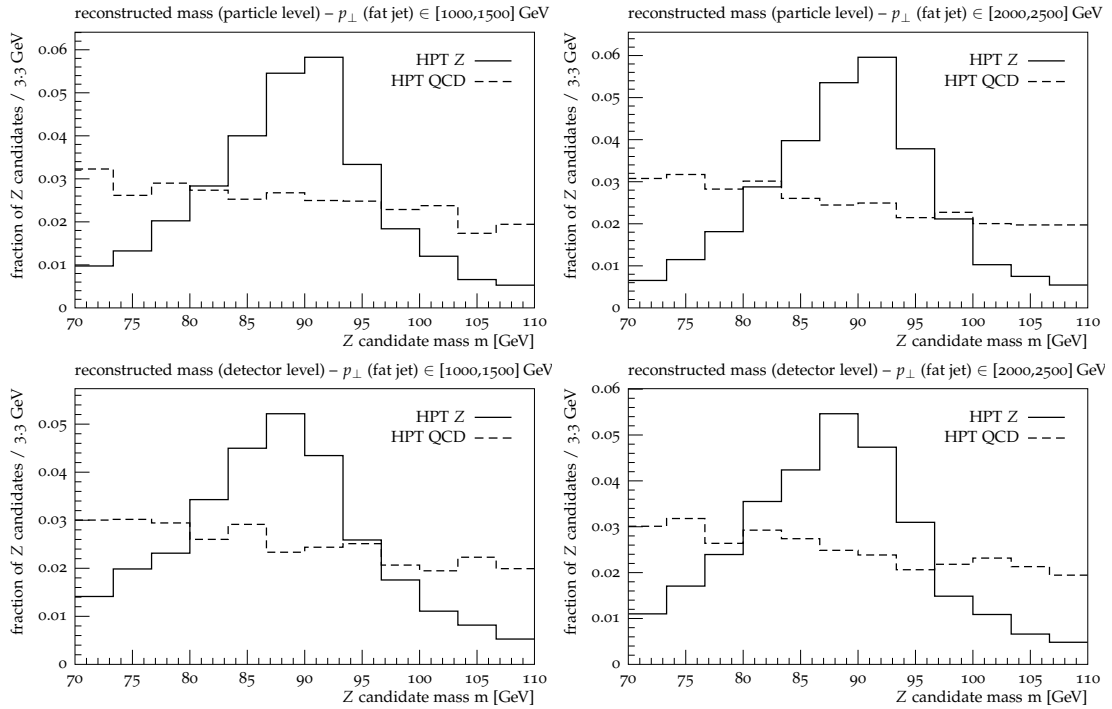 reconstructed mass (particle level) – p⊥ (fat jet) ∈ [1000,1500] GeV
HPT Z
HPT QCD
fraction of Z candidates / 3.3 GeV
0.06
0.05
0.04
0.03
0.02
0.01
0
70 75 80 85 90 95 100 105 110
Z candidate mass m [GeV]
reconstructed mass (particle level) – p⊥ (fat jet) ∈ [2000,2500] GeV
HPT Z
HPT QCD
fraction of Z candidates / 3.3 GeV
0.06
0.05
0.04
0.03
0.02
0.01
0
70 75 80 85 90 95 100 105 110
Z candidate mass m [GeV]
reconstructed mass (detector level) – p⊥ (fat jet) ∈ [1000,1500] GeV
HPT Z
HPT QCD
fraction of Z candidates / 3.3 GeV
0.05
0.04
0.03
0.02
0.01
0
70 75 80 85 90 95 100 105 110
Z candidate mass m [GeV]
reconstructed mass (detector level) – p⊥ (fat jet) ∈ [2000,2500] GeV
HPT Z
HPT QCD
fraction of Z candidates / 3.3 GeV
0.06
0.05
0.04
0.03
0.02
0.01
0
70 75 80 85 90 95 100 105 110
Z candidate mass m [GeV]